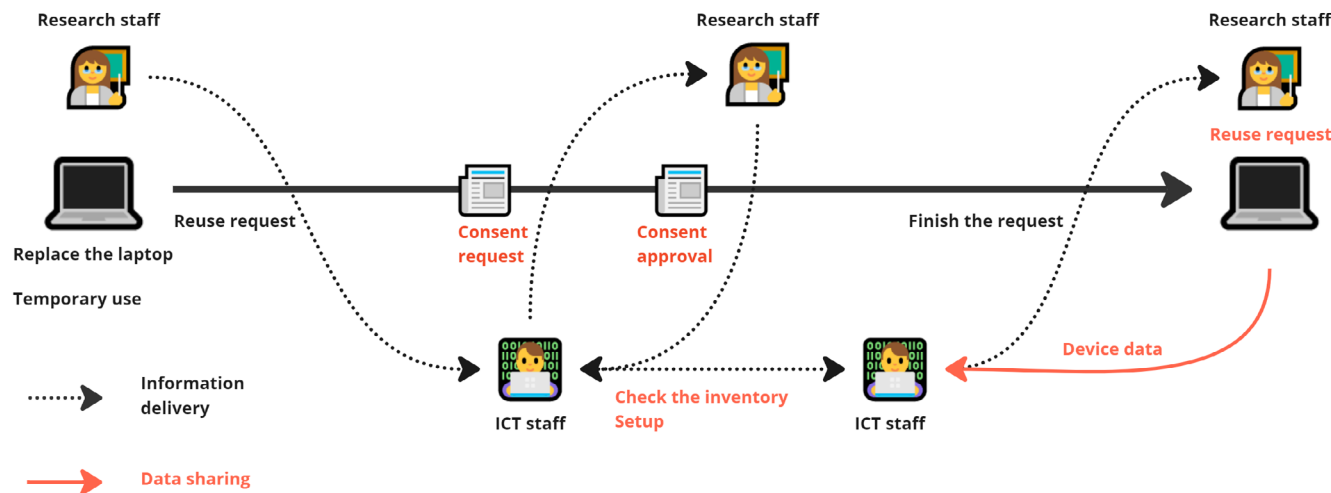 Research staff
Research staff
Research staff
Reuse request
Reuse request
Consent
request
Consent
approval
Finish the request
Replace the laptop
Temporary use
Device data
Information
delivery
Check the inventory
Setup
ICT staff
ICT staff
Data sharing